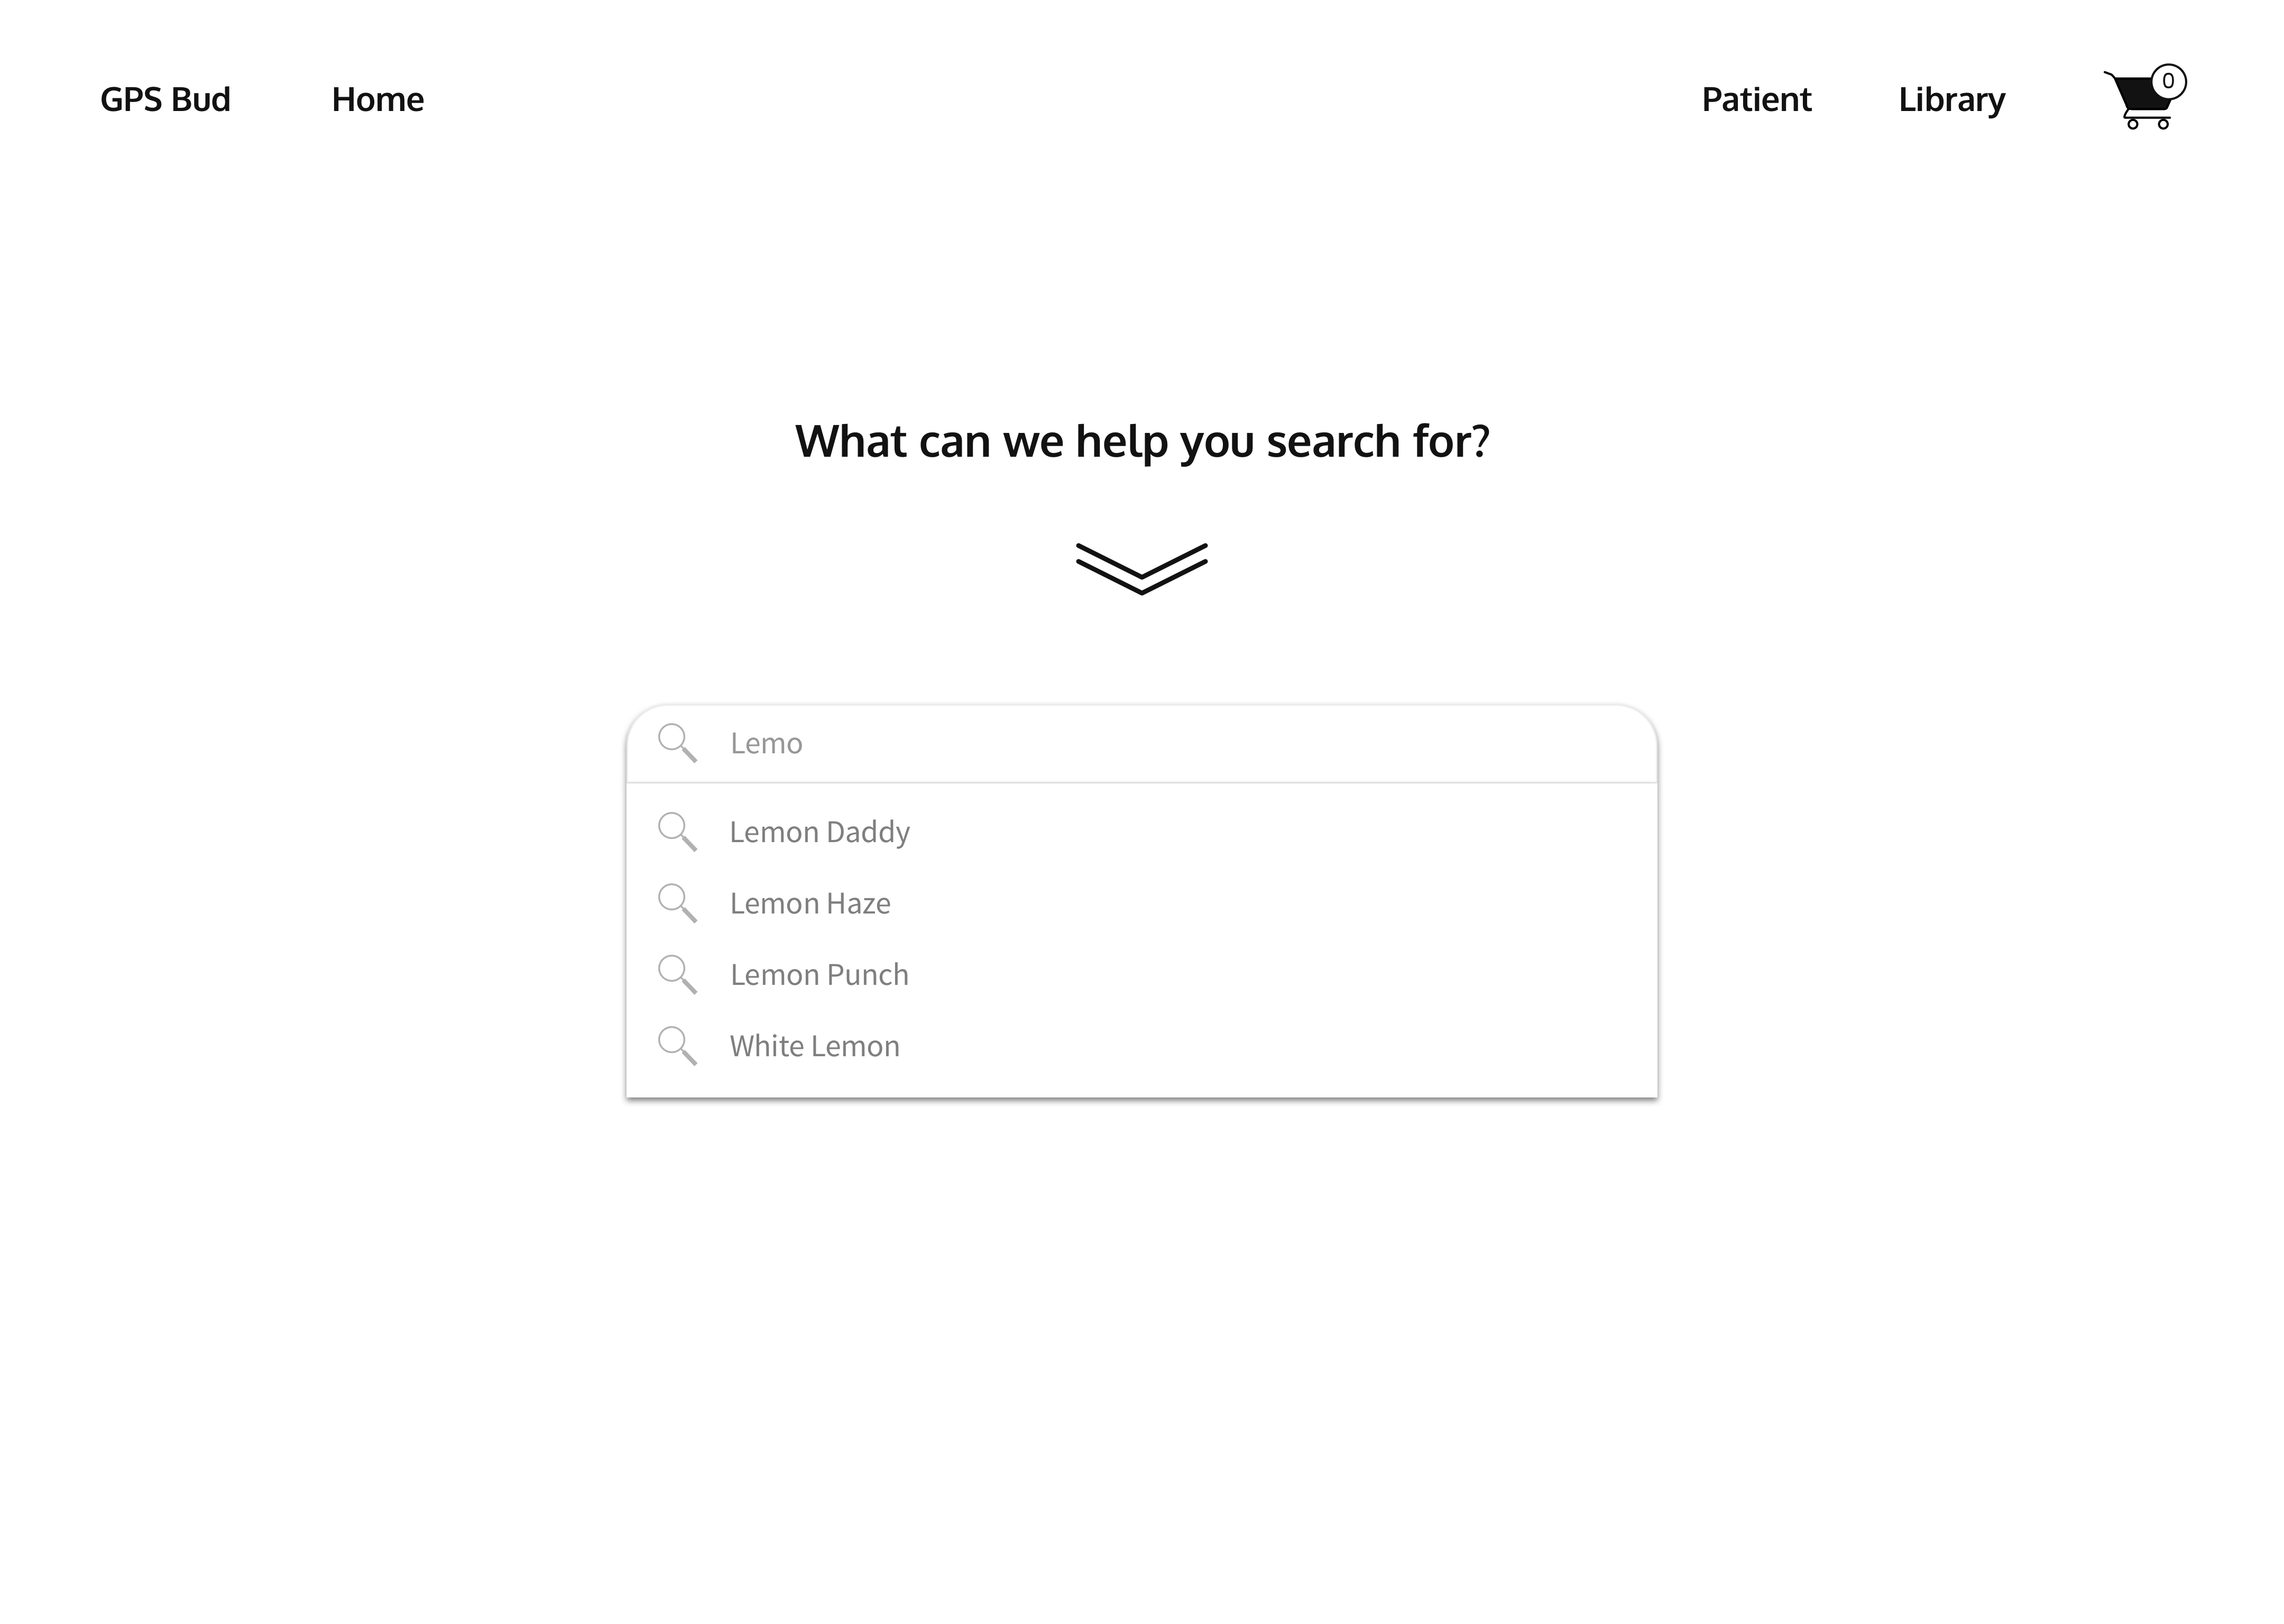 GPS Bud Home Patient Library 0
What can we help you search for?
Lemo
Lemon Daddy
Lemon Haze
Lemon Punch
White Lemon